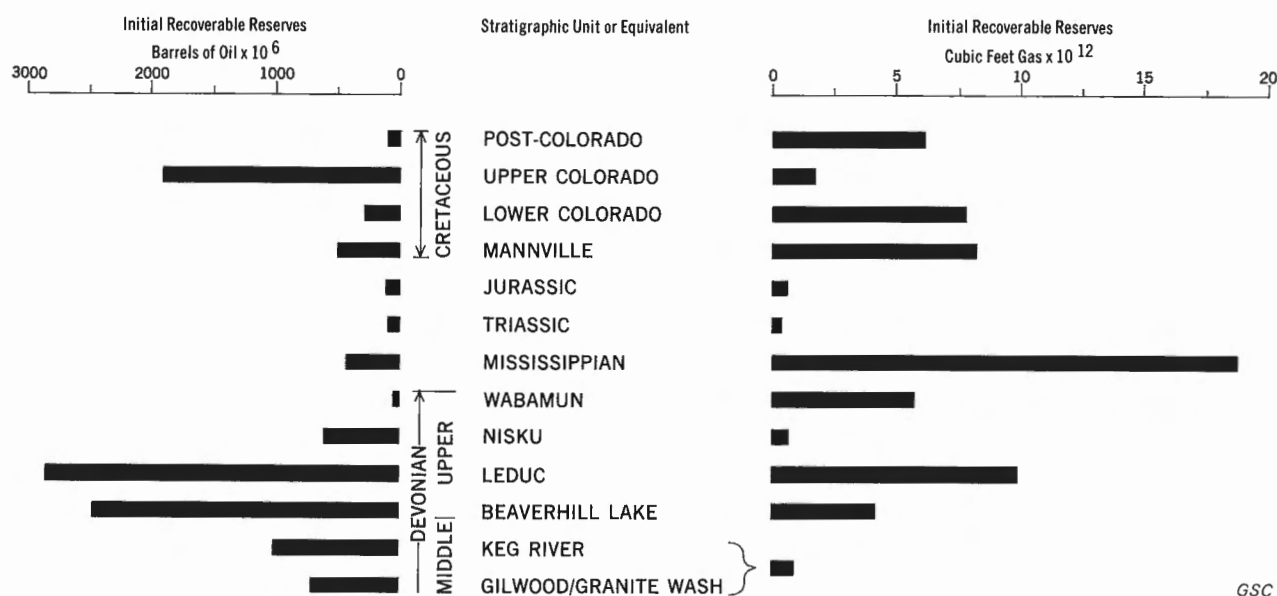 Initial Recoverable Reserves
Barrels of Oil x 10 6
3000 2000 1000 0
Stratigraphic Unit or Equivalent
Initial Recoverable Reserves
Cubic Feet Gas x 10 12
0 5 10 15 20
CRETACEOUS
POST-COLORADO
UPPER COLORADO
LOWER COLORADO
MANNVILLE
JURASSIC
TRIASSIC
MISSISSIPPIAN
DEVONIAN
UPPER
MIDDLE
WABAMUN
NISKU
LEDUC
BEAVERHILL LAKE
KEG RIVER
GILWOOD/GRANITE WASH
GSC